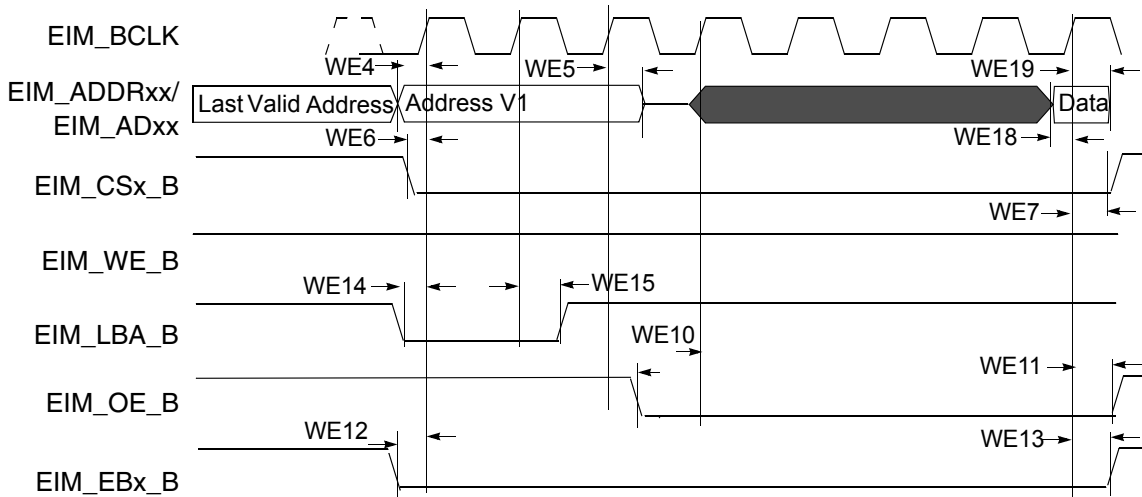 EIM_BCLK
WE4
WE5
WE19
EIM_ADDRxx/
EIM_ADxx
Last Valid Address
Address V1
Data
WE6
WE18
EIM_CSx_B
WE7
EIM_WE_B
WE14
WE15
EIM_LBA_B
WE10
WE11
EIM_OE_B
WE12
WE13
EIM_EBx_B